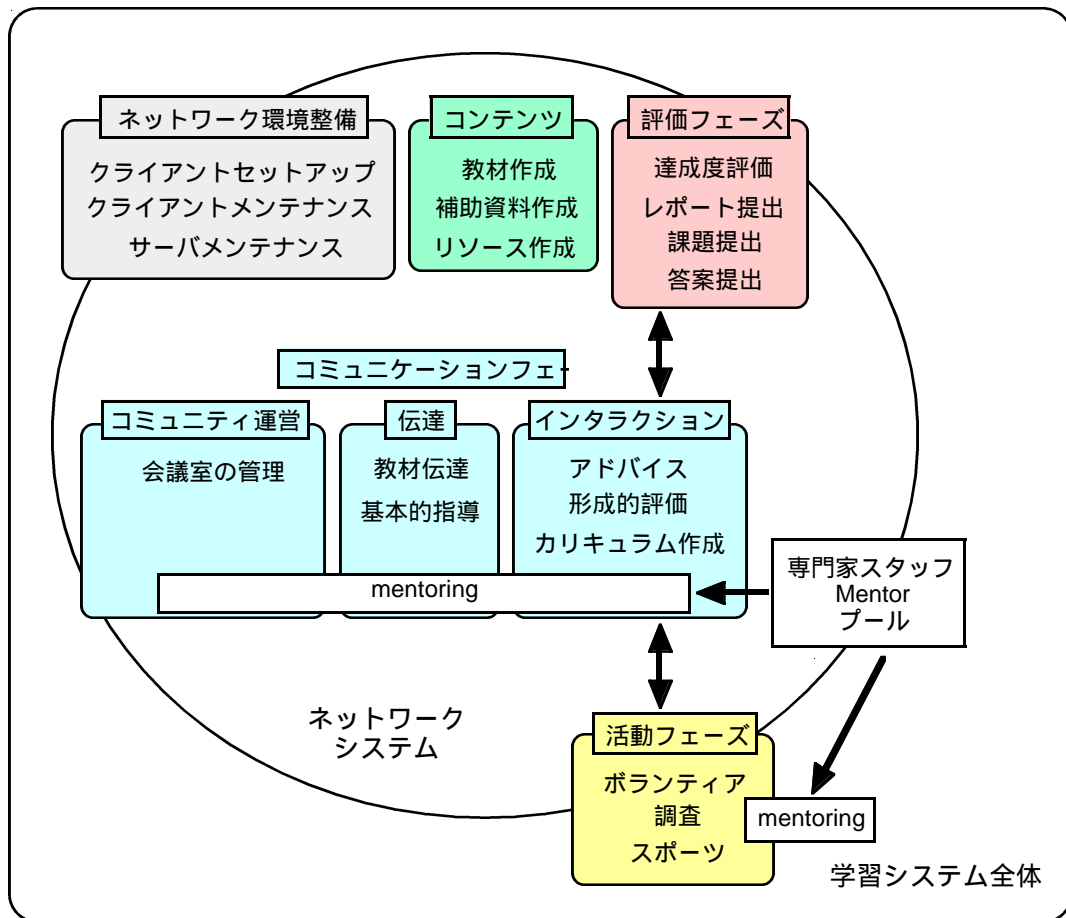 ネットワーク環境整備
クライアントセットアップ
クライアントメンテナンス
サーバメンテナンス
コンテンツ
教材作成
補助資料作成
リソース作成
評価フェーズ
達成度評価
レポート提出
課題提出
答案提出
コミュニケーションフェー
コミュニティ運営
会議室の管理
伝達
教材伝達
基本的指導
インタラクション
アドバイス
形成的評価
カリキュラム作成
mentoring
専門家スタッフ
Mentor
プール
ネットワーク
システム
活動フェーズ
ボランティア
調査
スポーツ
mentoring
学習システム全体